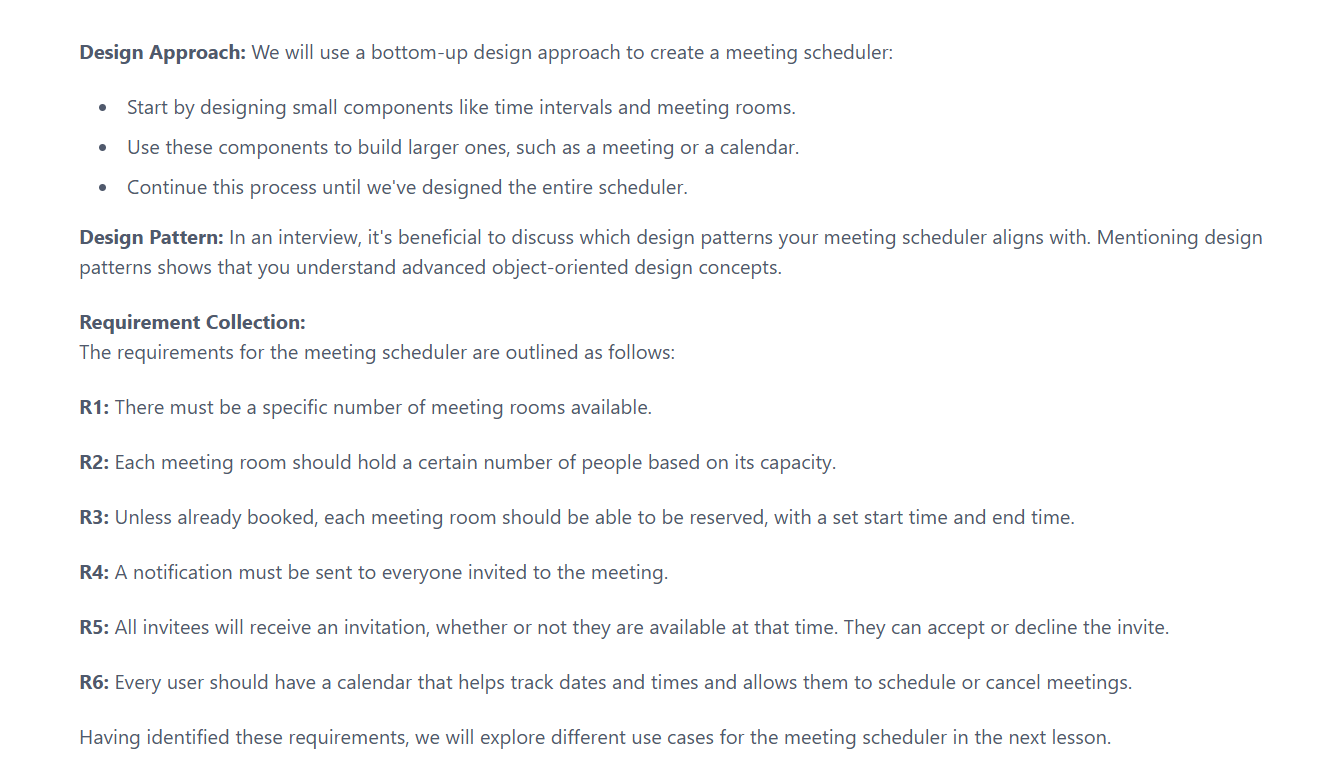 Design Approach: We will use a bottom-up design approach to create a meeting scheduler:
• Start by designing small components like time intervals and meeting rooms.
• Use these components to build larger ones, such as a meeting or a calendar.
• Continue this process until we've designed the entire scheduler.
Design Pattern: In an interview, it's beneficial to discuss which design patterns your meeting scheduler aligns with. Mentioning design
patterns shows that you understand advanced object-oriented design concepts.
Requirement Collection:
The requirements for the meeting scheduler are outlined as follows:
R1: There must be a specific number of meeting rooms available.
R2: Each meeting room should hold a certain number of people based on its capacity.
R3: Unless already booked, each meeting room should be able to be reserved, with a set start time and end time.
R4: A notification must be sent to everyone invited to the meeting.
R5: All invitees will receive an invitation, whether or not they are available at that time. They can accept or decline the invite.
R6: Every user should have a calendar that helps track dates and times and allows them to schedule or cancel meetings.
Having identified these requirements, we will explore different use cases for the meeting scheduler in the next lesson.